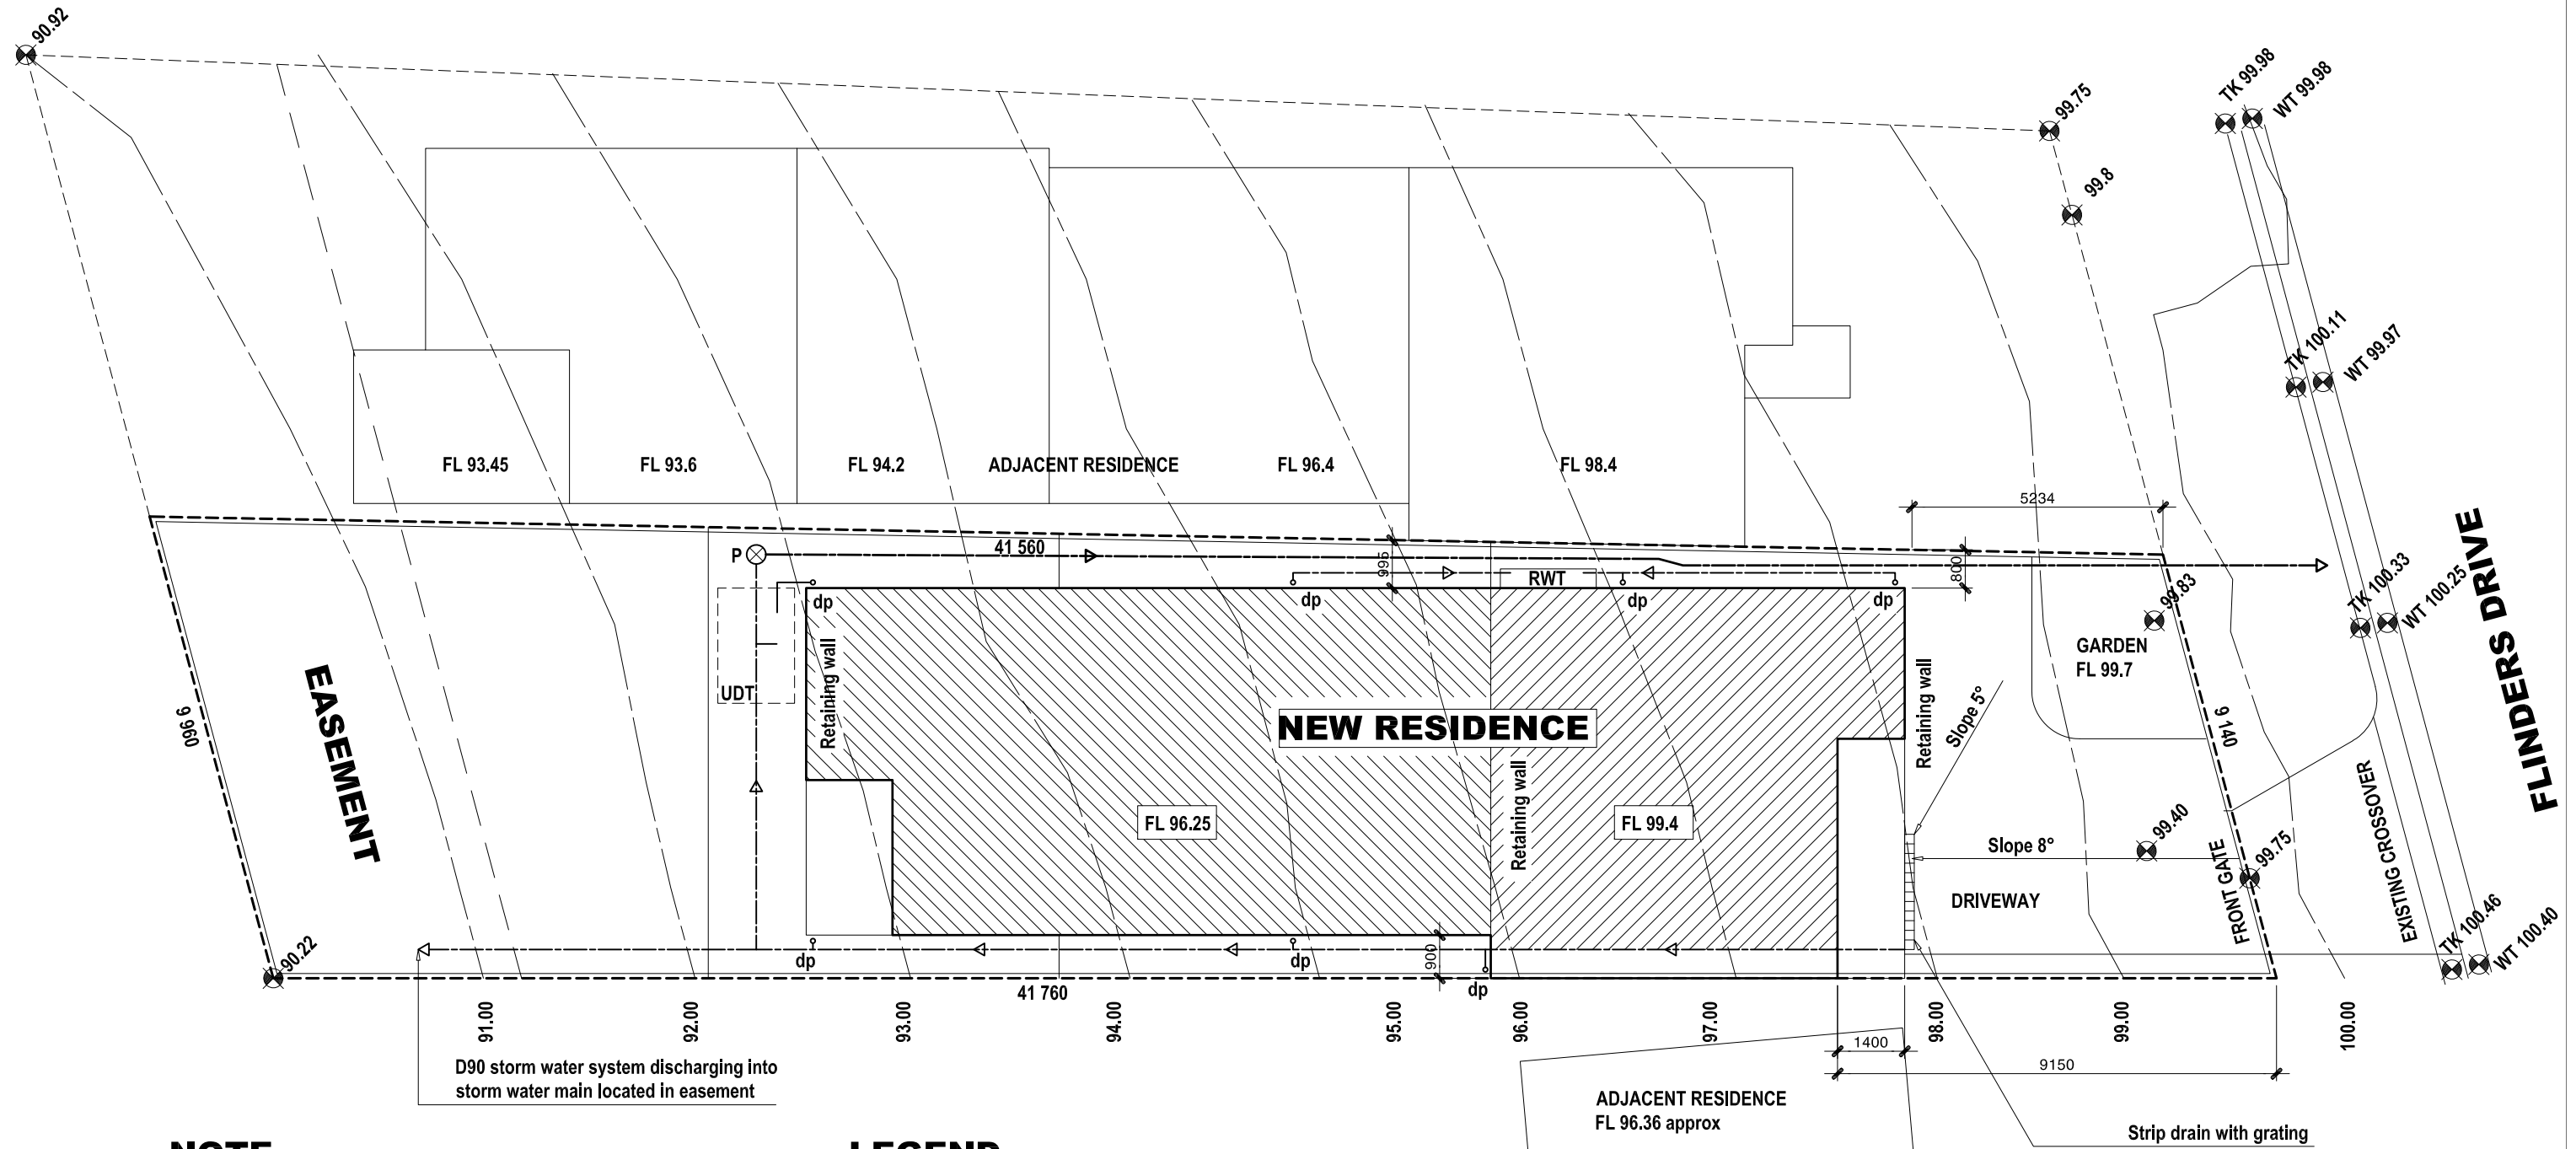 90.92
TK 99.98
WT 99.98
99.75
99.8
TK 100.11
WT 99.97
FL 93.45
FL 93.6
FL 94.2
ADJACENT RESIDENCE
FL 96.4
FL 98.4
5234
P
41 560
995
RWT
800
TK 100.33
WT 100.25
FLINDERS DRIVE
dp
dp
dp
dp
99.83
GARDEN
FL 99.7
UDT
Retaining wall
EASEMENT
9 960
NEW RESIDENCE
Retaining wall
Slope 5°
9 140
FL 96.25
Retaining wall
FL 99.4
Slope 8°
99.40
99.75
DRIVEWAY
FRONT GATE
EXISTING CROSSOVER
TK 100.46
WT 100.40
90.22
dp
dp
900
dp
41 760
91.00
92.00
93.00
94.00
95.00
96.00
97.00
98.00
99.00
100.00
1400
9150
D90 storm water system discharging into
storm water main located in easement
ADJACENT RESIDENCE
FL 96.36 approx
Strip drain with grating
NOTE
LEGEND